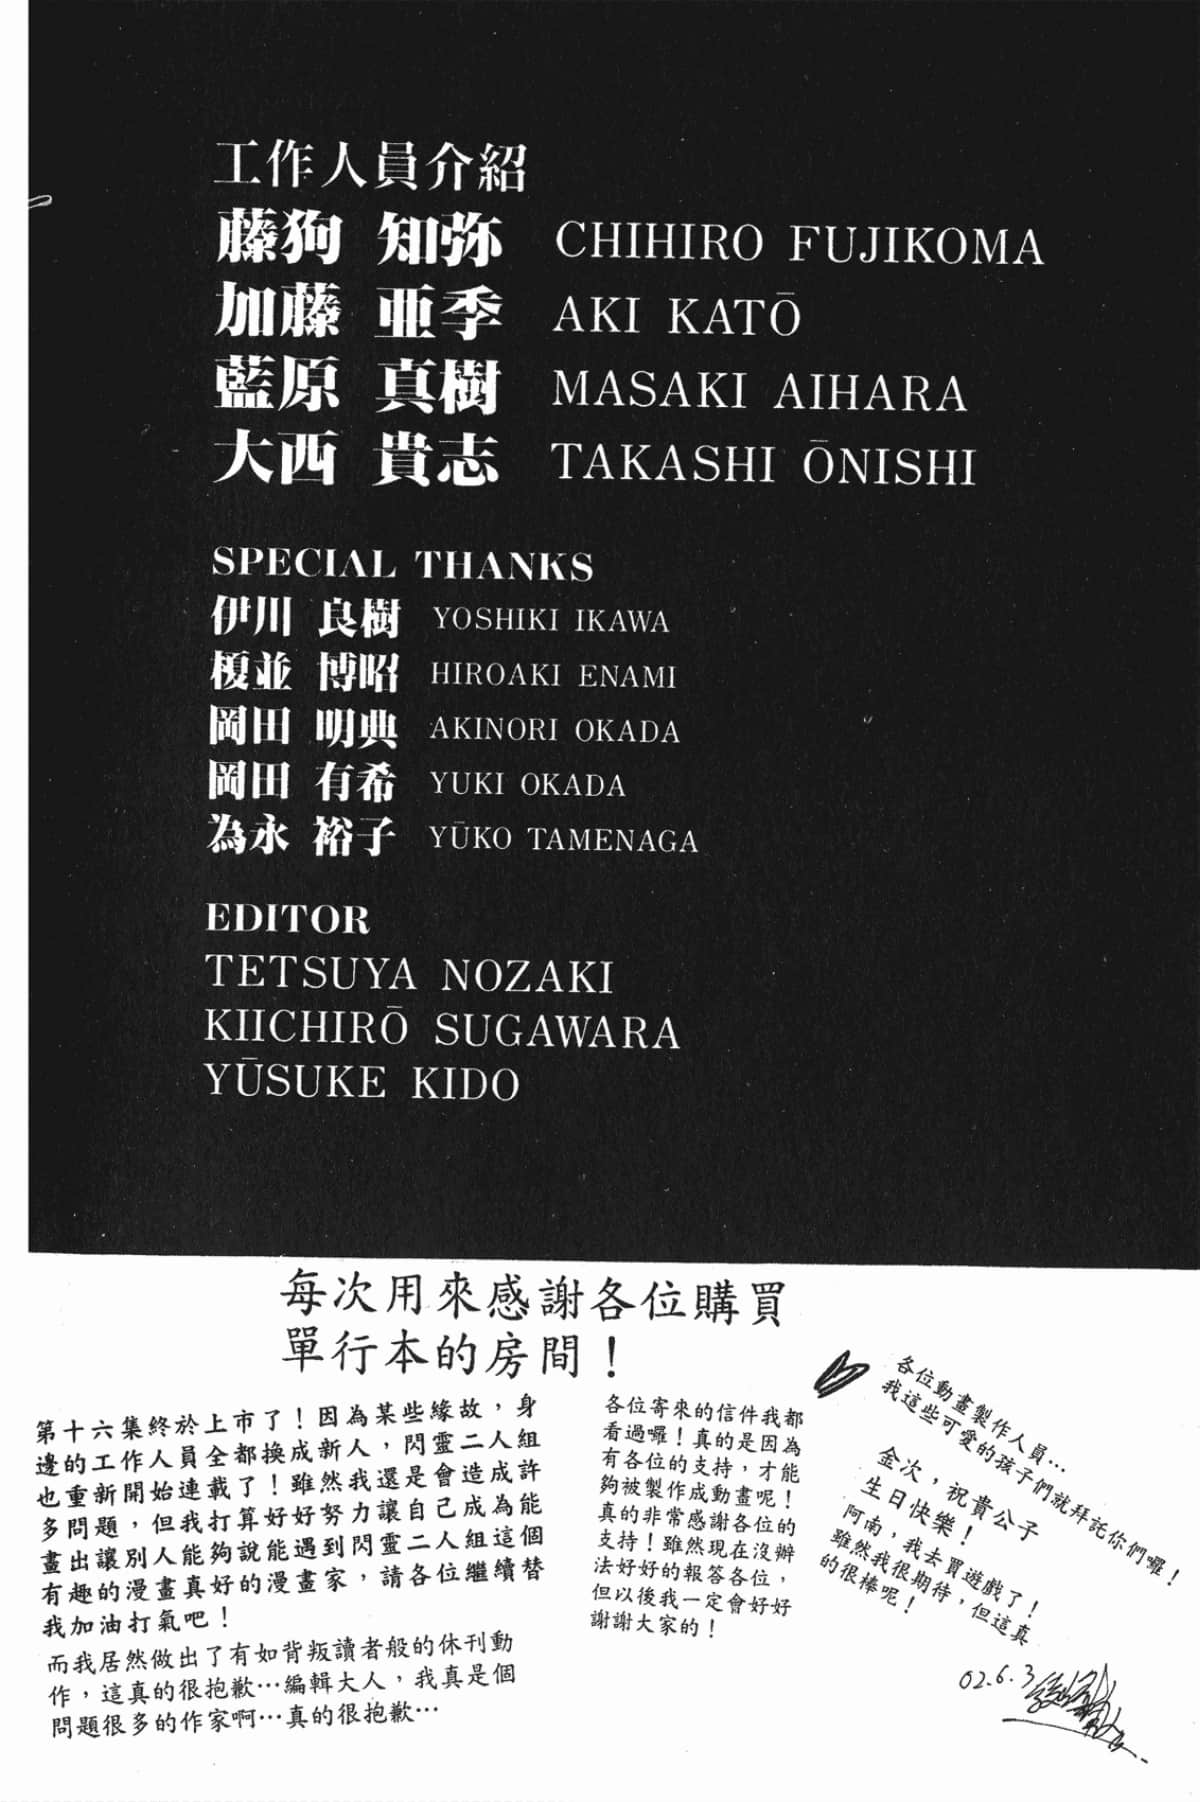 工作人員介紹
藤狗 知弥 CHIHIRO FUJIKOMA
加藤 亜季 AKI KATŌ
藍原 真樹 MASAKI AIHARA
大西 貴志 TAKASHI ŌNISHI
SPECIAL THANKS
伊川 良樹 YOSHIKI IKAWA
榎並 博昭 HIROAKI ENAMI
岡田 明典 AKINORI OKADA
岡田 有希 YUKI OKADA
為永 裕子 YŪKO TAMENAGA
EDITOR
TETSUYA NOZAKI
KIICHIRŌ SUGAWARA
YŪSUKE KIDO
每次用來感謝各位購買
單行本的房間！
第十六集終於上市了！因為某些緣故，身
邊的工作人員全都換成新人，閃靈二人組
也重新開始連載了！雖然我還是會造成許
多問題，但我打算好好努力讓自己成為能
畫出讓別人能夠說能遇到閃靈二人組這個
有趣的漫畫真好的漫畫家，請各位繼續替
我加油打氣吧！
而我居然做出了有如背叛讀者般的休刊動
作，這真的很抱歉…編輯大人，我真是個
問題很多的作家啊…真的很抱歉…
各位寄來的信件我都
看過囉！真的是因為
有各位的支持，才能
夠被製作成動畫呢！
真的非常感謝各位的
支持！雖然現在沒辦
法好好的報答各位，
但以後我一定會好好
謝謝大家的！
各位動畫製作人員…
我這些可愛的孩子們就拜託你們囉！
金次，祝貴公子
生日快樂！
阿南，我去買遊戲了！
雖然我很期待，但這真
的很棒呢！
02.6.3